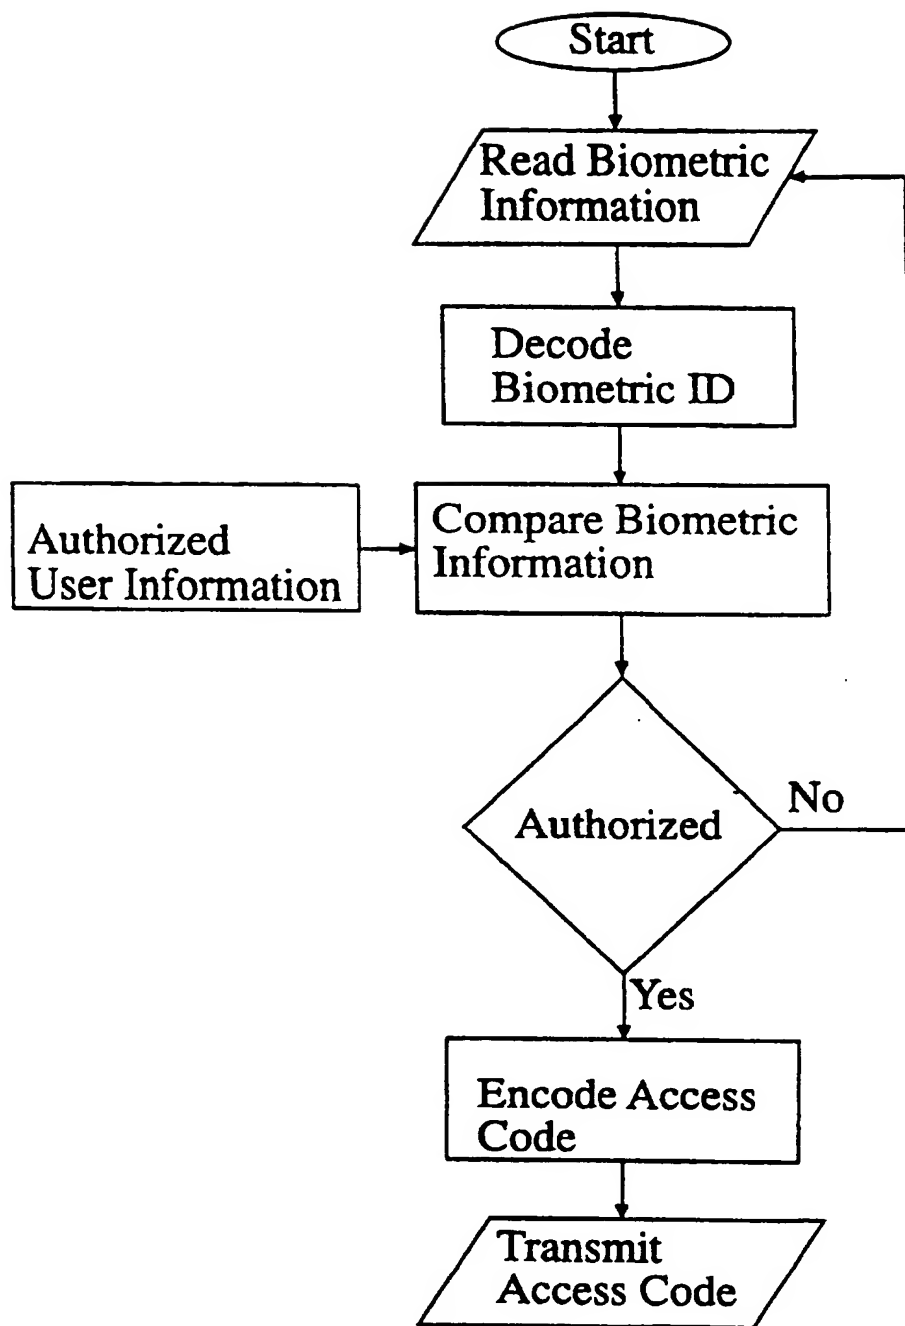 Start
Read Biometric
Information
Decode
Biometric ID
Authorized
User Information
Compare Biometric
Information
Authorized
No
Yes
Encode Access
Code
Transmit
Access Code